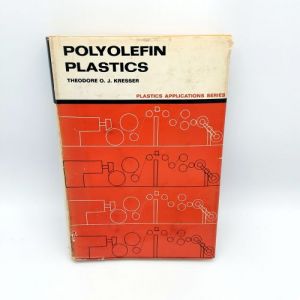 POLYOLEFIN
PLASTICS
THEODORE O. J. KRESSER
PLASTICS APPLICATIONS SERIES